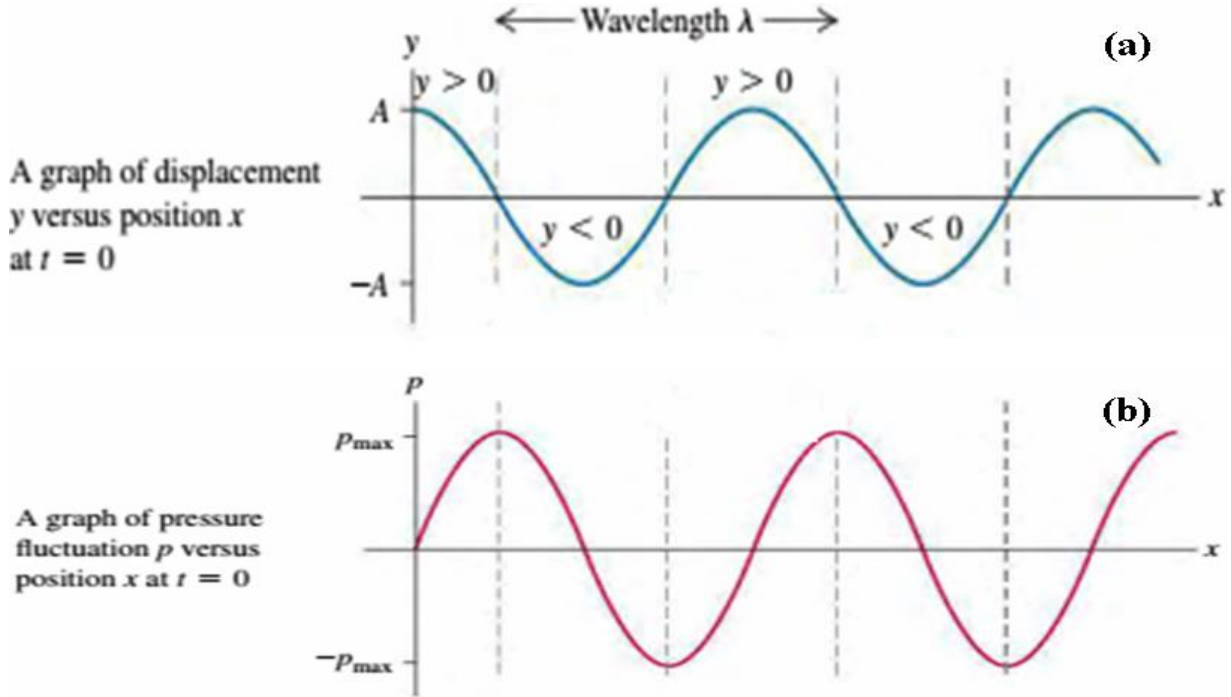 Wavelength λ
(a)
y
y > 0
y > 0
A
A graph of displacement
y versus position x
at t = 0
x
y < 0
y < 0
−A
p
(b)
Pmax
A graph of pressure
fluctuation p versus
position x at t = 0
x
−Pmax